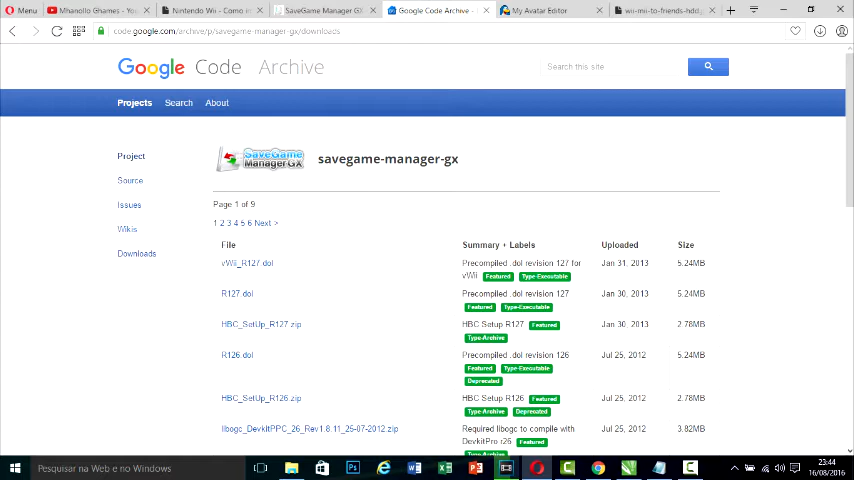 Menu
Mhanollo Ghames - Yo
Nintendo Wii - Como in
SaveGame Manager GX
Google Code Archive - S
My Avatar Editor
wii-mii-to-friends-hdd.
code.google.com/archive/p/savegame-manager-gx/downloads
Google Code Archive
Search this site
Projects Search About
Project
Source
Issues
Wikis
Downloads
SaveGame
Manager GX
savegame-manager-gx
Page 1 of 9
1 2 3 4 5 6 Next >
File Summary + Labels Uploaded Size
vWii_R127.dol Precompiled .dol revision 127 for Jan 31, 2013 5.24MB
vWii Featured Type-Executable
R127.dol Precompiled .dol revision 127 Jan 30, 2013 5.24MB
Featured Type-Executable
HBC_SetUp_R127.zip HBC Setup R127 Featured Jan 30, 2013 2.78MB
Type-Archive
R126.dol Precompiled .dol revision 126 Jul 25, 2012 5.24MB
Featured Type-Executable
Deprecated
HBC_SetUp_R126.zip HBC Setup R126 Featured Jul 25, 2012 2.78MB
Type-Archive Deprecated
libogc_DevkitPPC_26_Rev1.8.11_25-07-2012.zip Required libogc to compile with Jul 25, 2012 3.82MB
DevkitPro r26 Featured
Pesquisar na Web e no Windows
23:44
16/08/2016